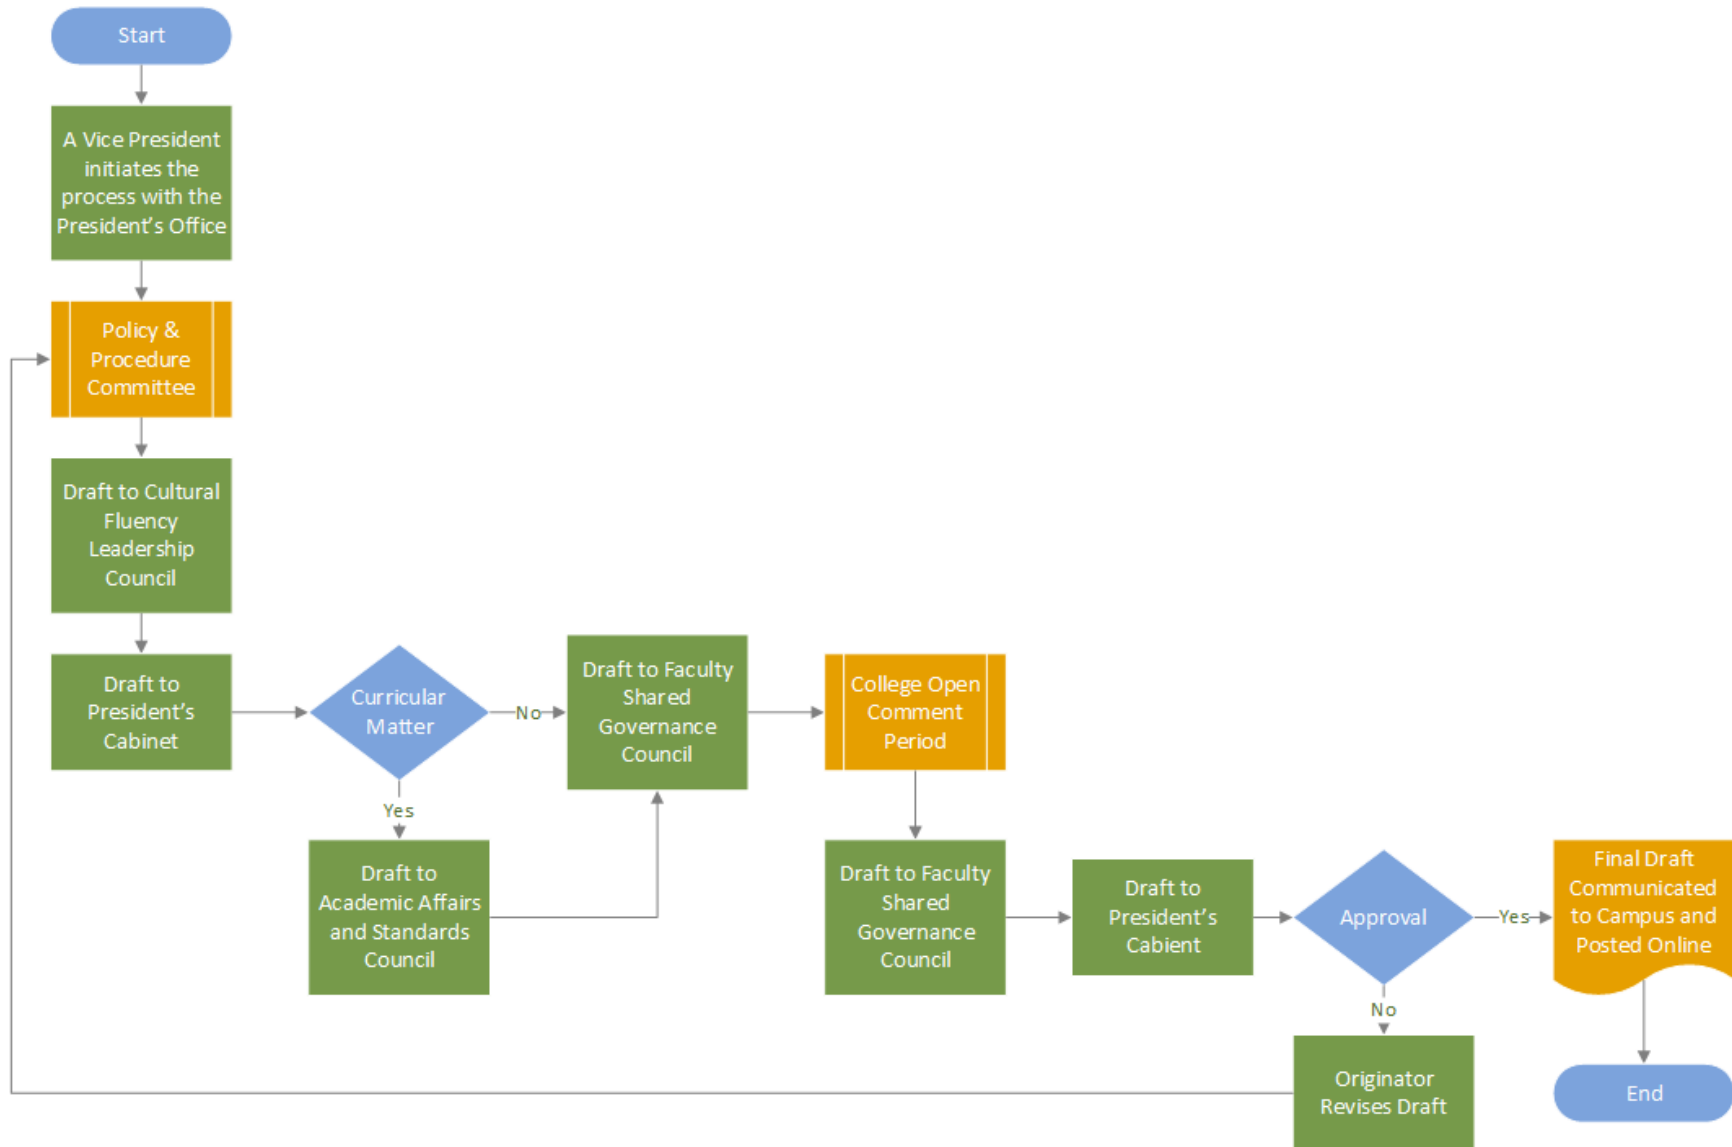 Start
A Vice President
initiates the
process with the
President's Office
Policy &
Procedure
Committee
Draft to Cultural
Fluency
Leadership
Council
Draft to
President's
Cabinet
Curricular
Matter
No
Yes
Draft to
Academic Affairs
and Standards
Council
Draft to Faculty
Shared
Governance
Council
College Open
Comment
Period
Draft to Faculty
Shared
Governance
Council
Draft to
President's
Cabient
Approval
Yes
No
Final Draft
Communicated
to Campus and
Posted Online
Originator
Revises Draft
End